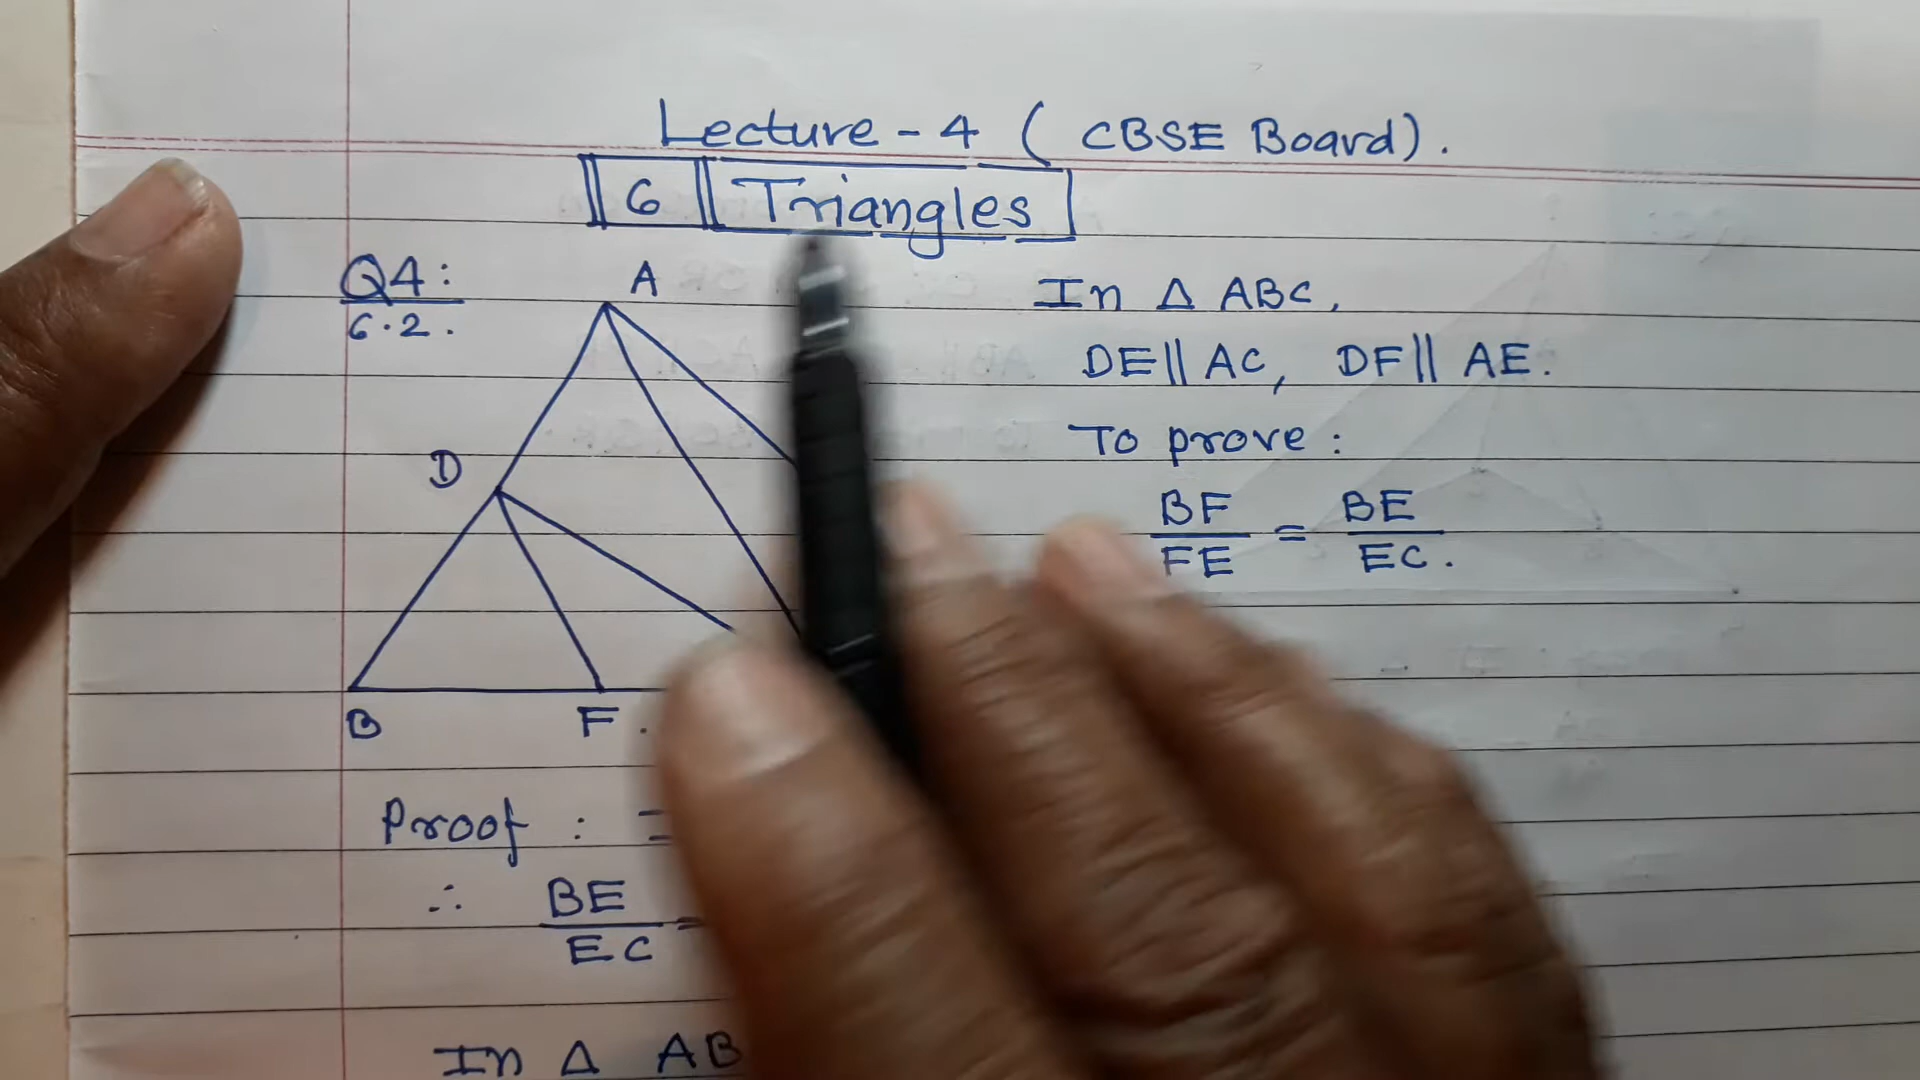 Lecture - 4 ( CBSE Board).
6 Triangles
Q4:
6.2.
A
In Δ ABC,
DE || AC, DF || AE.
D
To prove :
BF/FE = BE/EC.
B F .
Proof :
∴ BE/EC
In Δ AB